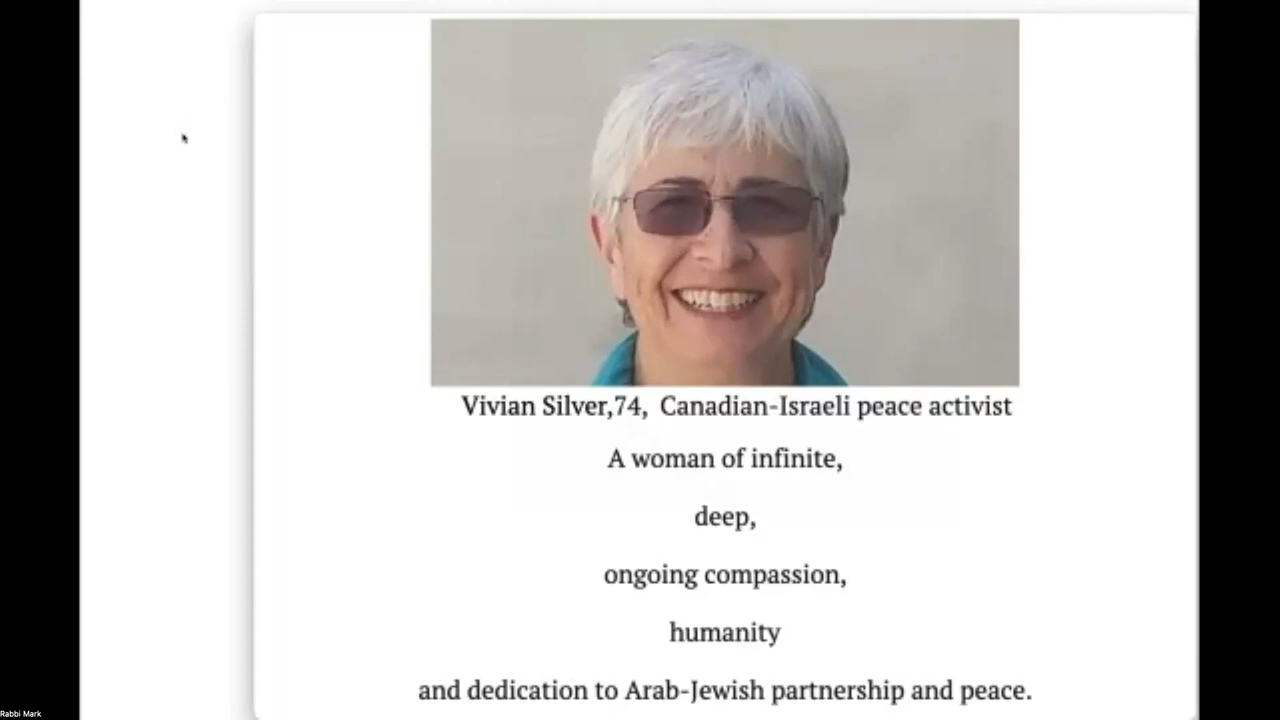 Vivian Silver,74, Canadian-Israeli peace activist
A woman of infinite,
deep,
ongoing compassion,
humanity
and dedication to Arab-Jewish partnership and peace.
Rabbi Mark